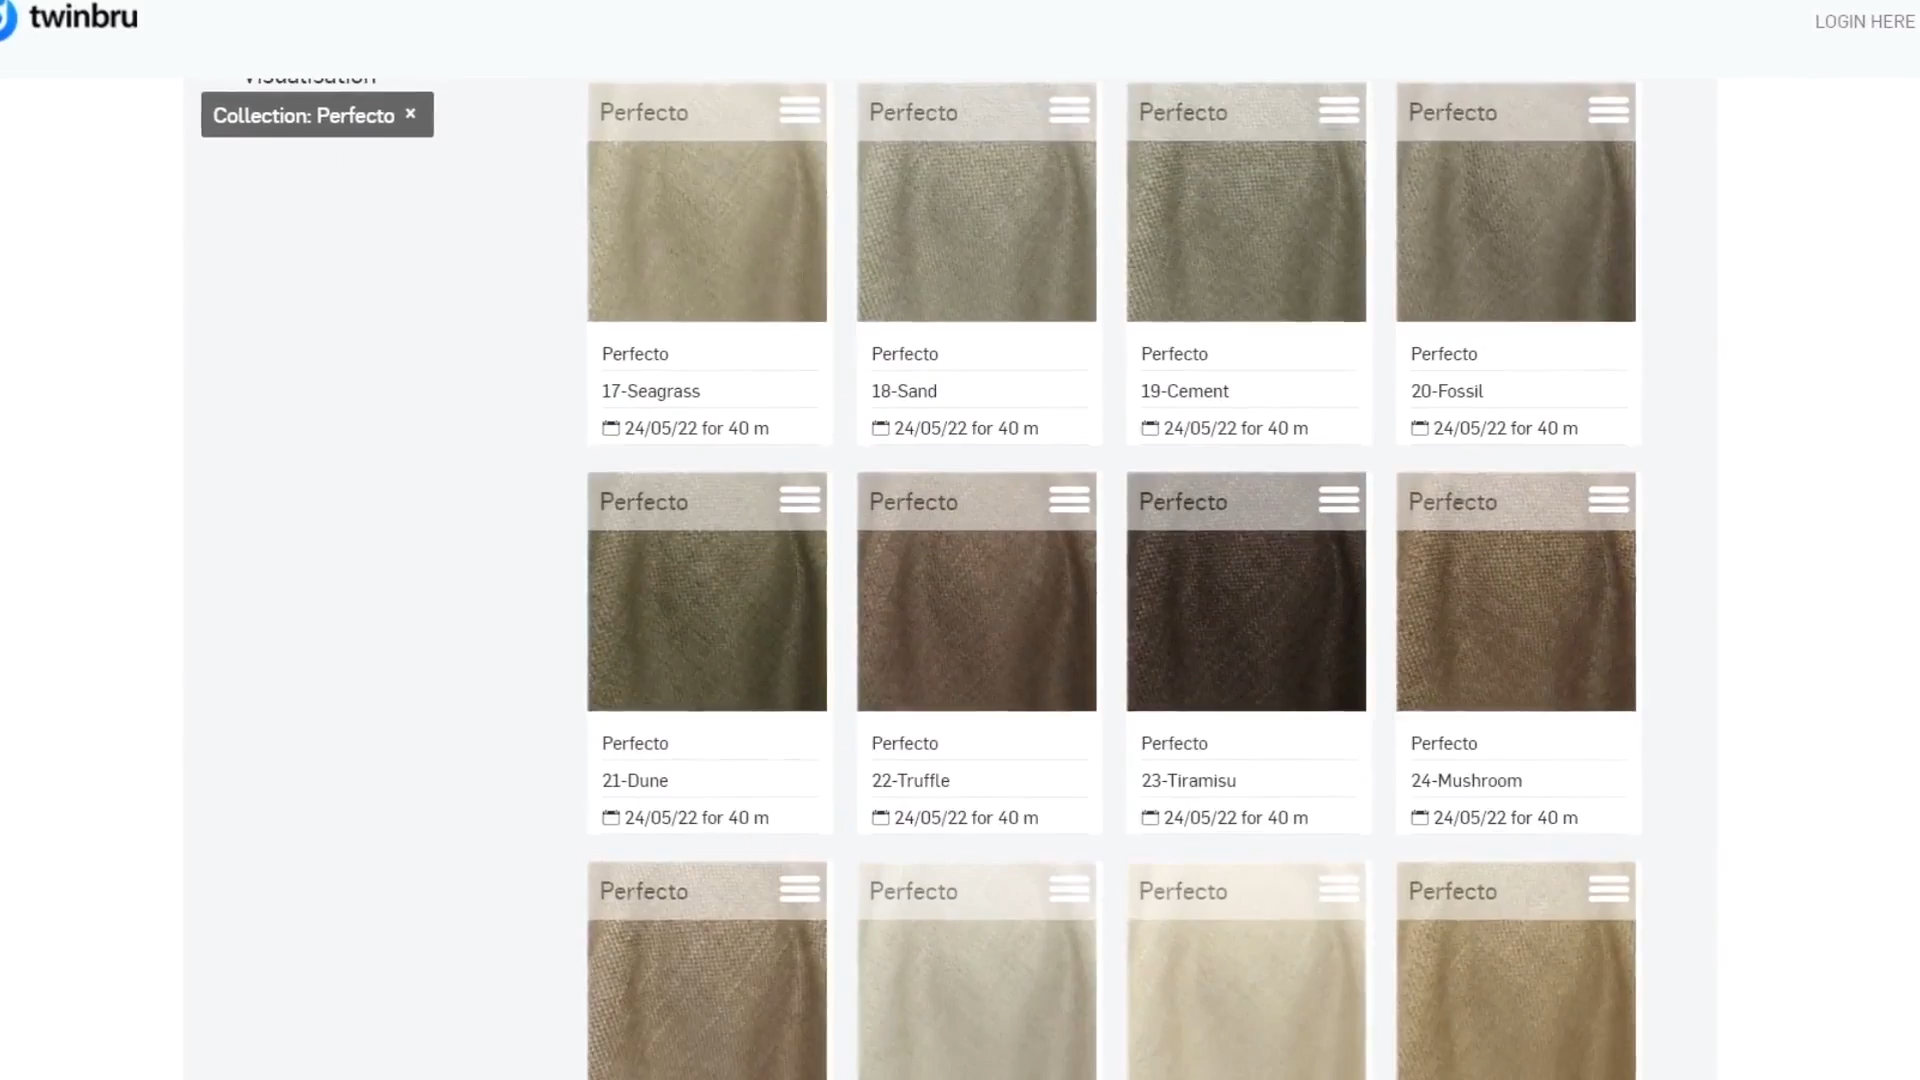 twinbru
LOGIN HERE
Visualisation
Collection: Perfecto ×
Perfecto
Perfecto
Perfecto
Perfecto
Perfecto
Perfecto
Perfecto
Perfecto
17-Seagrass
18-Sand
19-Cement
20-Fossil
24/05/22 for 40 m
24/05/22 for 40 m
24/05/22 for 40 m
24/05/22 for 40 m
Perfecto
Perfecto
Perfecto
Perfecto
Perfecto
Perfecto
Perfecto
Perfecto
21-Dune
22-Truffle
23-Tiramisu
24-Mushroom
24/05/22 for 40 m
24/05/22 for 40 m
24/05/22 for 40 m
24/05/22 for 40 m
Perfecto
Perfecto
Perfecto
Perfecto